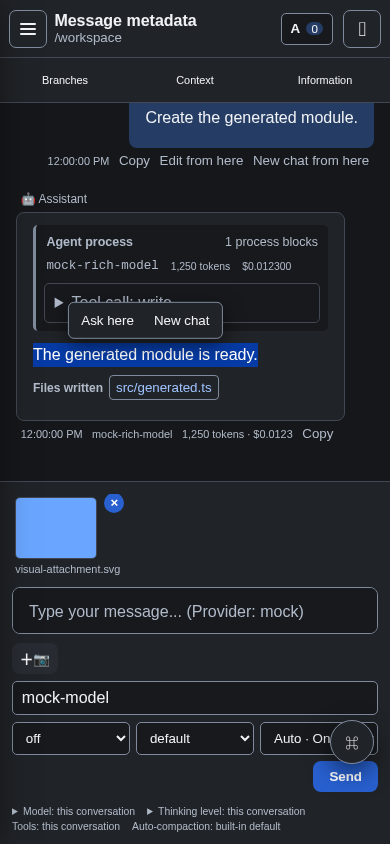 Message metadata
/workspace
A 0
Branches Context Information
Create the generated module.
12:00:00 PM Copy Edit from here New chat from here
Assistant
Agent process 1 process blocks
mock-rich-model 1,250 tokens $0.012300
Tool call: write
Ask here New chat
The generated module is ready.
Files written src/generated.ts
12:00:00 PM mock-rich-model 1,250 tokens · $0.0123 Copy
visual-attachment.svg
Type your message... (Provider: mock)
mock-model
off default Auto · On
Send
Model: this conversation Thinking level: this conversation
Tools: this conversation Auto-compaction: built-in default